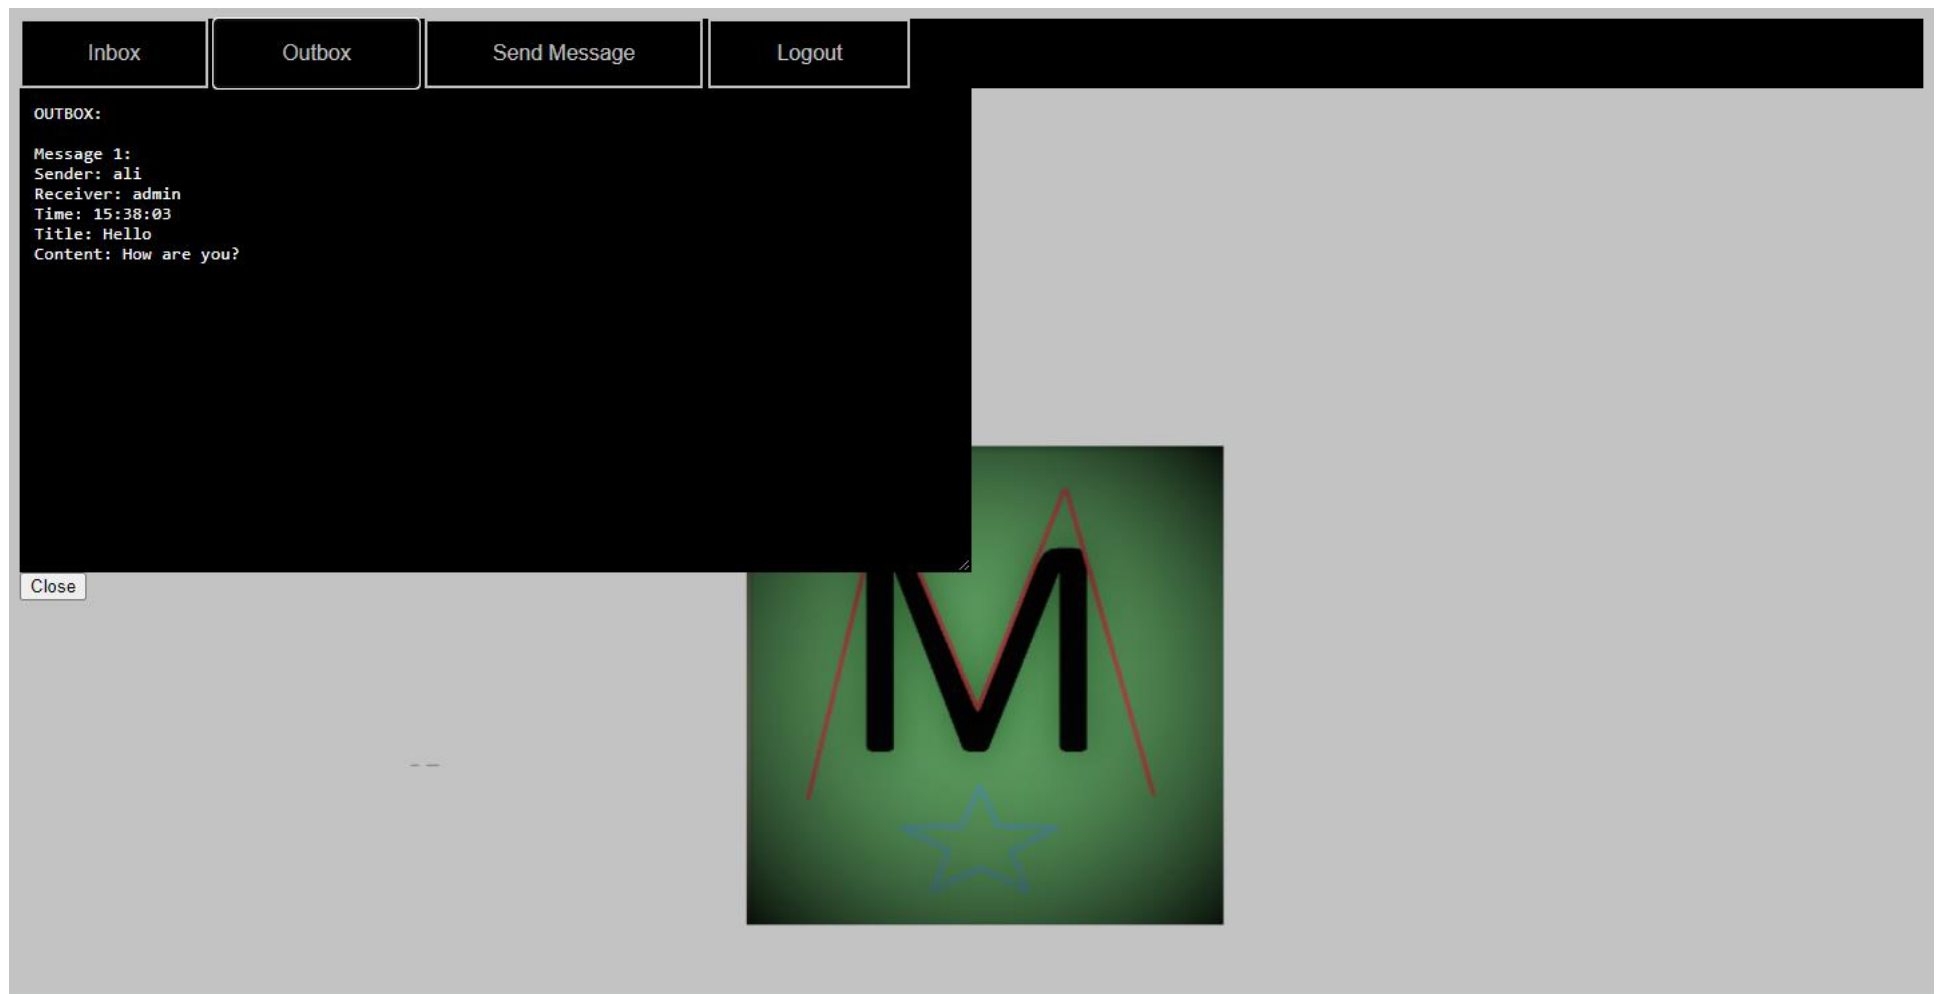 Inbox
Outbox
Send Message
Logout
OUTBOX:
Message 1:
Sender: ali
Receiver: admin
Time: 15:38:03
Title: Hello
Content: How are you?
Close
M